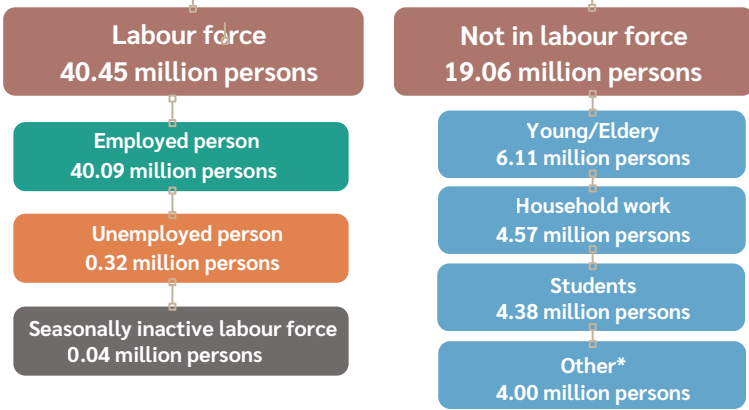 Labour force
40.45 million persons
Employed person
40.09 million persons
Unemployed person
0.32 million persons
Seasonally inactive labour force
0.04 million persons
Not in labour force
19.06 million persons
Young/Eldery
6.11 million persons
Household work
4.57 million persons
Students
4.38 million persons
Other*
4.00 million persons